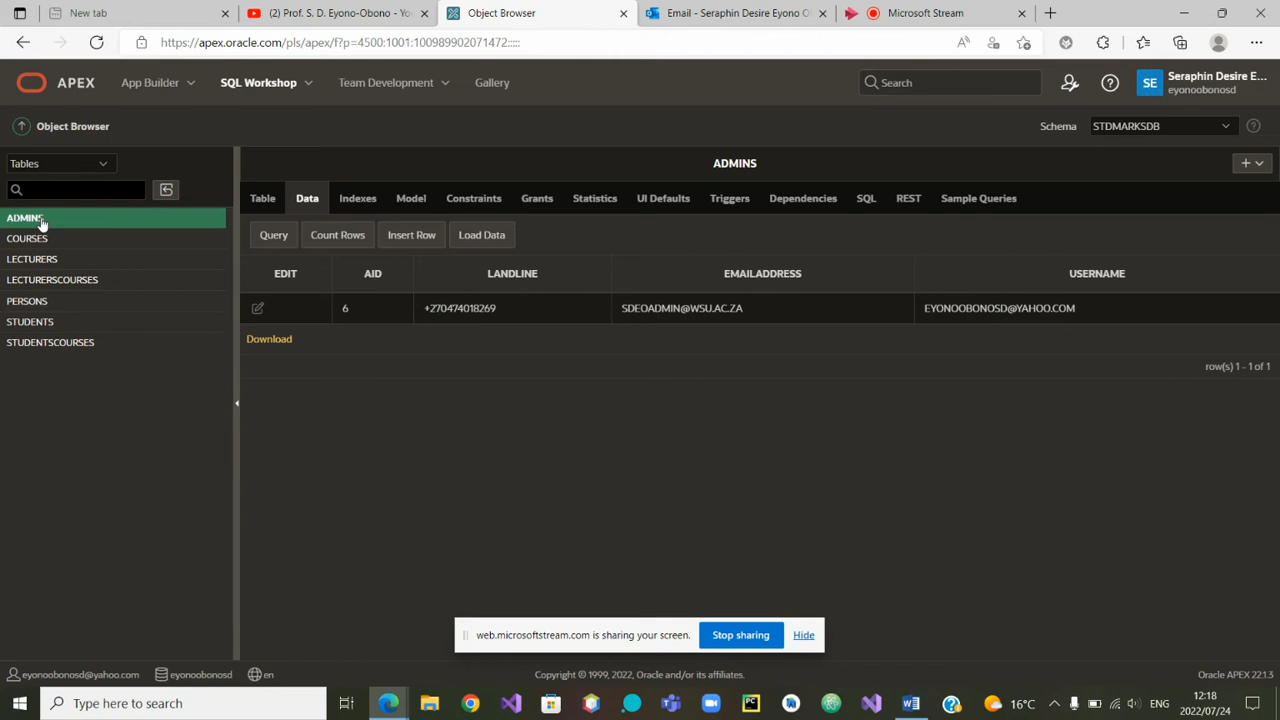 New tab
(2) Prof. S. D. Eyono-Obono - Yo
Object Browser
Email - Seraphin Desire Eyono O
Microsoft Stream
https://apex.oracle.com/pls/apex/f?p=4500:1001:100989902071472:::::
APEX
App Builder
SQL Workshop
Team Development
Gallery
Search
SE
Seraphin Desire E...
eyonoobonosd
Object Browser
Schema
STDMARKSDB
Tables
ADMINS
COURSES
LECTURERS
LECTURERSCOURSES
PERSONS
STUDENTS
STUDENTSCOURSES
ADMINS
Table Data Indexes Model Constraints Grants Statistics UI Defaults Triggers Dependencies SQL REST Sample Queries
Query Count Rows Insert Row Load Data
EDIT AID LANDLINE EMAILADDRESS USERNAME
6 +270474018269 SDEOADMIN@WSU.AC.ZA EYONOOBONOSD@YAHOO.COM
Download
row(s) 1 - 1 of 1
web.microsoftstream.com is sharing your screen.
Stop sharing
Hide
eyonoobonosd@yahoo.com eyonoobonosd en
Copyright © 1999, 2022, Oracle and/or its affiliates.
Oracle APEX 22.1.3
Type here to search
16°C
ENG
12:18
2022/07/24